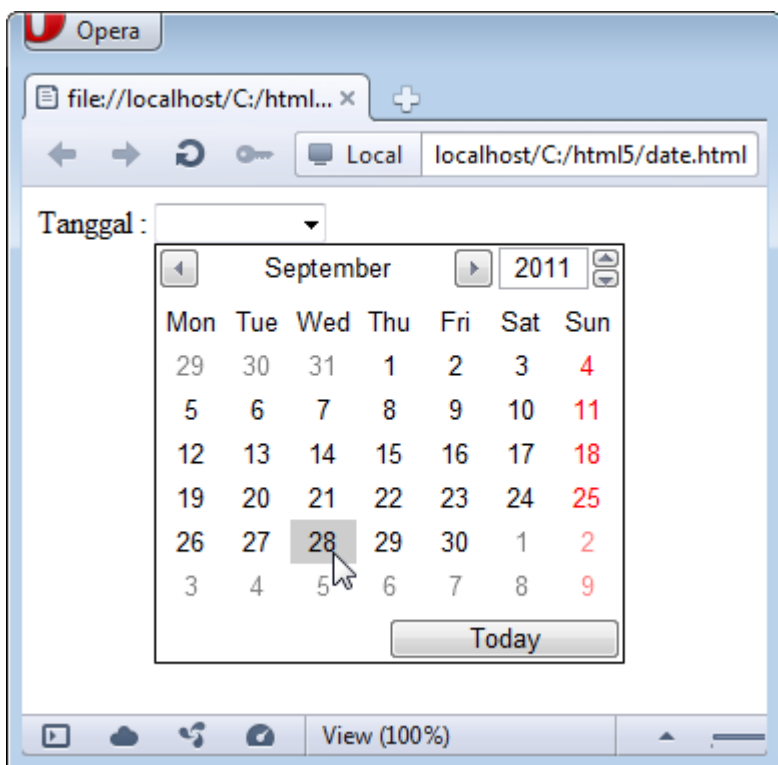 Opera
file://localhost/C:/html...
Local localhost/C:/html5/date.html
Tanggal :
September 2011
Mon Tue Wed Thu Fri Sat Sun
29 30 31 1 2 3 4
5 6 7 8 9 10 11
12 13 14 15 16 17 18
19 20 21 22 23 24 25
26 27 28 29 30 1 2
3 4 5 6 7 8 9
Today
View (100%)